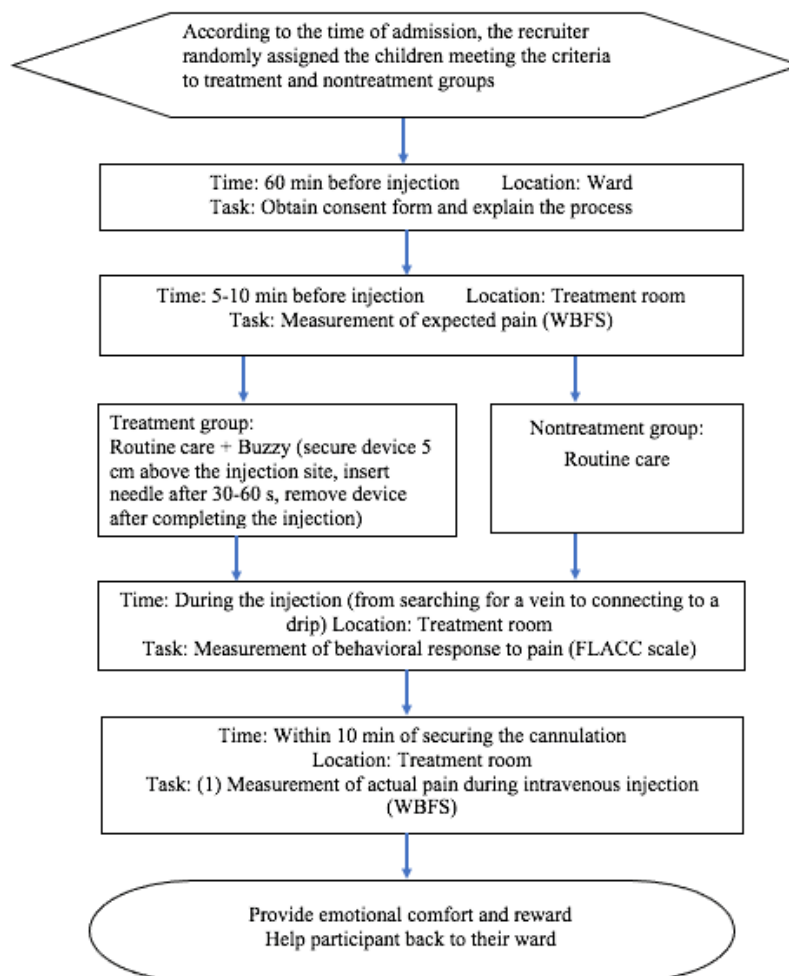 According to the time of admission, the recruiter
randomly assigned the children meeting the criteria
to treatment and nontreatment groups
Time: 60 min before injection Location: Ward
Task: Obtain consent form and explain the process
Time: 5-10 min before injection Location: Treatment room
Task: Measurement of expected pain (WBFS)
Treatment group:
Routine care + Buzzy (secure device 5
cm above the injection site, insert
needle after 30-60 s, remove device
after completing the injection)
Nontreatment group:
Routine care
Time: During the injection (from searching for a vein to connecting to a
drip) Location: Treatment room
Task: Measurement of behavioral response to pain (FLACC scale)
Time: Within 10 min of securing the cannulation
Location: Treatment room
Task: (1) Measurement of actual pain during intravenous injection
(WBFS)
Provide emotional comfort and reward
Help participant back to their ward